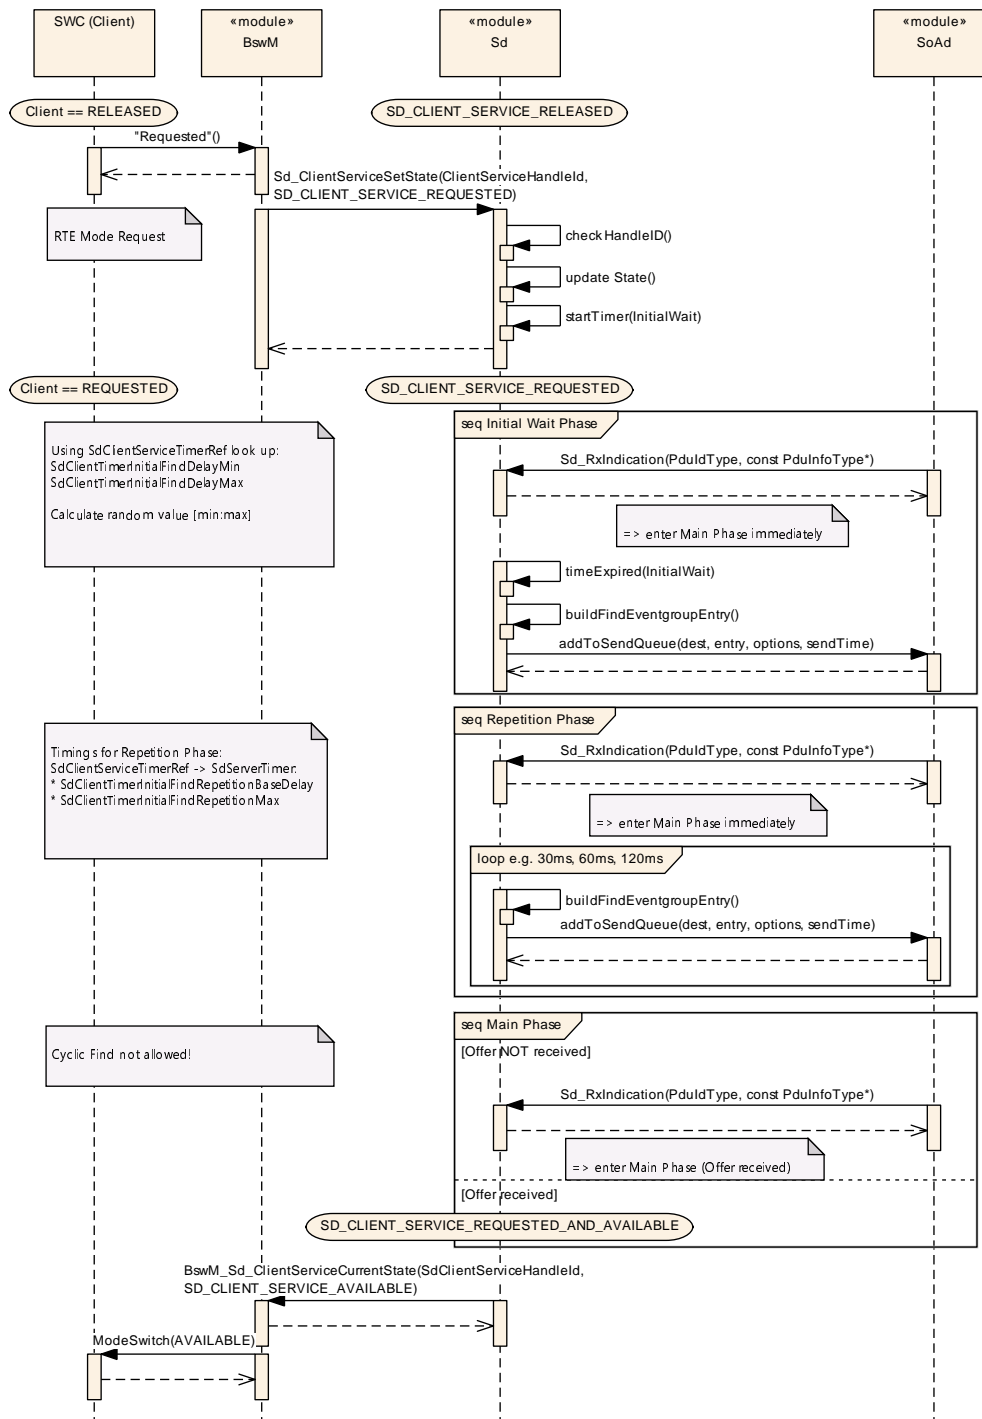 SWC (Client)
«module»
BswM
«module»
Sd
«module»
SoAd
Client == RELEASED
SD_CLIENT_SERVICE_RELEASED
"Requested"()
Sd_ClientServiceSetState(ClientServiceHandleId,
SD_CLIENT_SERVICE_REQUESTED)
RTE Mode Request
checkHandleID()
update State()
startTimer(InitialWait)
Client == REQUESTED
SD_CLIENT_SERVICE_REQUESTED
seq Initial Wait Phase
Using SdClientServiceTimerRef look up:
SdClientTimerInitialFindDelayMin
SdClientTimerInitialFindDelayMax
Calculate random value [min:max]
Sd_RxIndication(PduIdType, const PduInfoType*)
=> enter Main Phase immediately
timeExpired(InitialWait)
buildFindEventgroupEntry()
addToSendQueue(dest, entry, options, sendTime)
seq Repetition Phase
Timings for Repetition Phase:
SdClientServiceTimerRef -> SdServerTimer:
* SdClientTimerInitialFindRepetitionBaseDelay
* SdClientTimerInitialFindRepetitionMax
Sd_RxIndication(PduIdType, const PduInfoType*)
=> enter Main Phase immediately
loop e.g. 30ms, 60ms, 120ms
buildFindEventgroupEntry()
addToSendQueue(dest, entry, options, sendTime)
seq Main Phase
[Offer NOT received]
Cyclic Find not allowed!
Sd_RxIndication(PduIdType, const PduInfoType*)
=> enter Main Phase (Offer received)
[Offer received]
SD_CLIENT_SERVICE_REQUESTED_AND_AVAILABLE
BswM_Sd_ClientServiceCurrentState(SdClientServiceHandleId,
SD_CLIENT_SERVICE_AVAILABLE)
ModeSwitch(AVAILABLE)